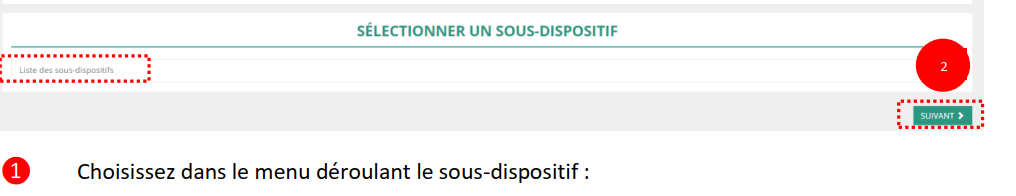 SÉLECTIONNER UN SOUS-DISPOSITIF
Liste des sous-dispositifs
2
SUIVANT
1 Choisissez dans le menu déroulant le sous-dispositif :